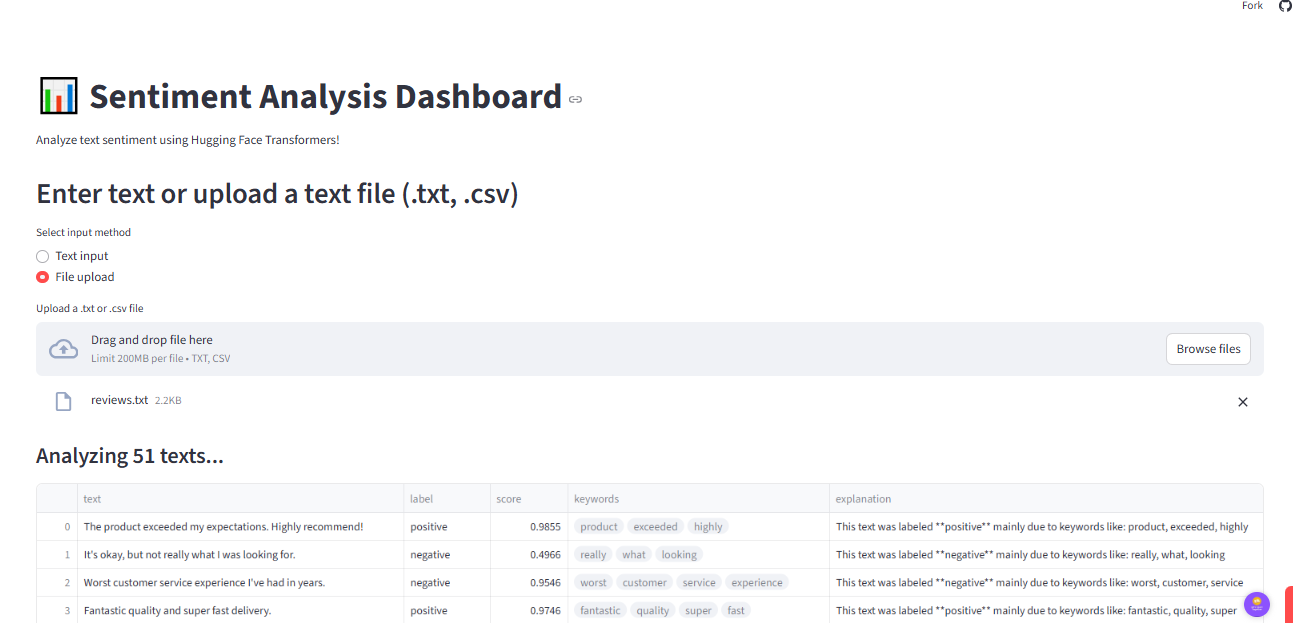 Fork
Sentiment Analysis Dashboard
Analyze text sentiment using Hugging Face Transformers!
Enter text or upload a text file (.txt, .csv)
Select input method
Text input
File upload
Upload a .txt or .csv file
Drag and drop file here
Limit 200MB per file • TXT, CSV
Browse files
reviews.txt 2.2KB
Analyzing 51 texts...
text label score keywords explanation
0 The product exceeded my expectations. Highly recommend! positive 0.9855 product exceeded highly This text was labeled **positive** mainly due to keywords like: product, exceeded, highly
1 It's okay, but not really what I was looking for. negative 0.4966 really what looking This text was labeled **negative** mainly due to keywords like: really, what, looking
2 Worst customer service experience I've had in years. negative 0.9546 worst customer service experience This text was labeled **negative** mainly due to keywords like: worst, customer, service
3 Fantastic quality and super fast delivery. positive 0.9746 fantastic quality super fast This text was labeled **positive** mainly due to keywords like: fantastic, quality, super